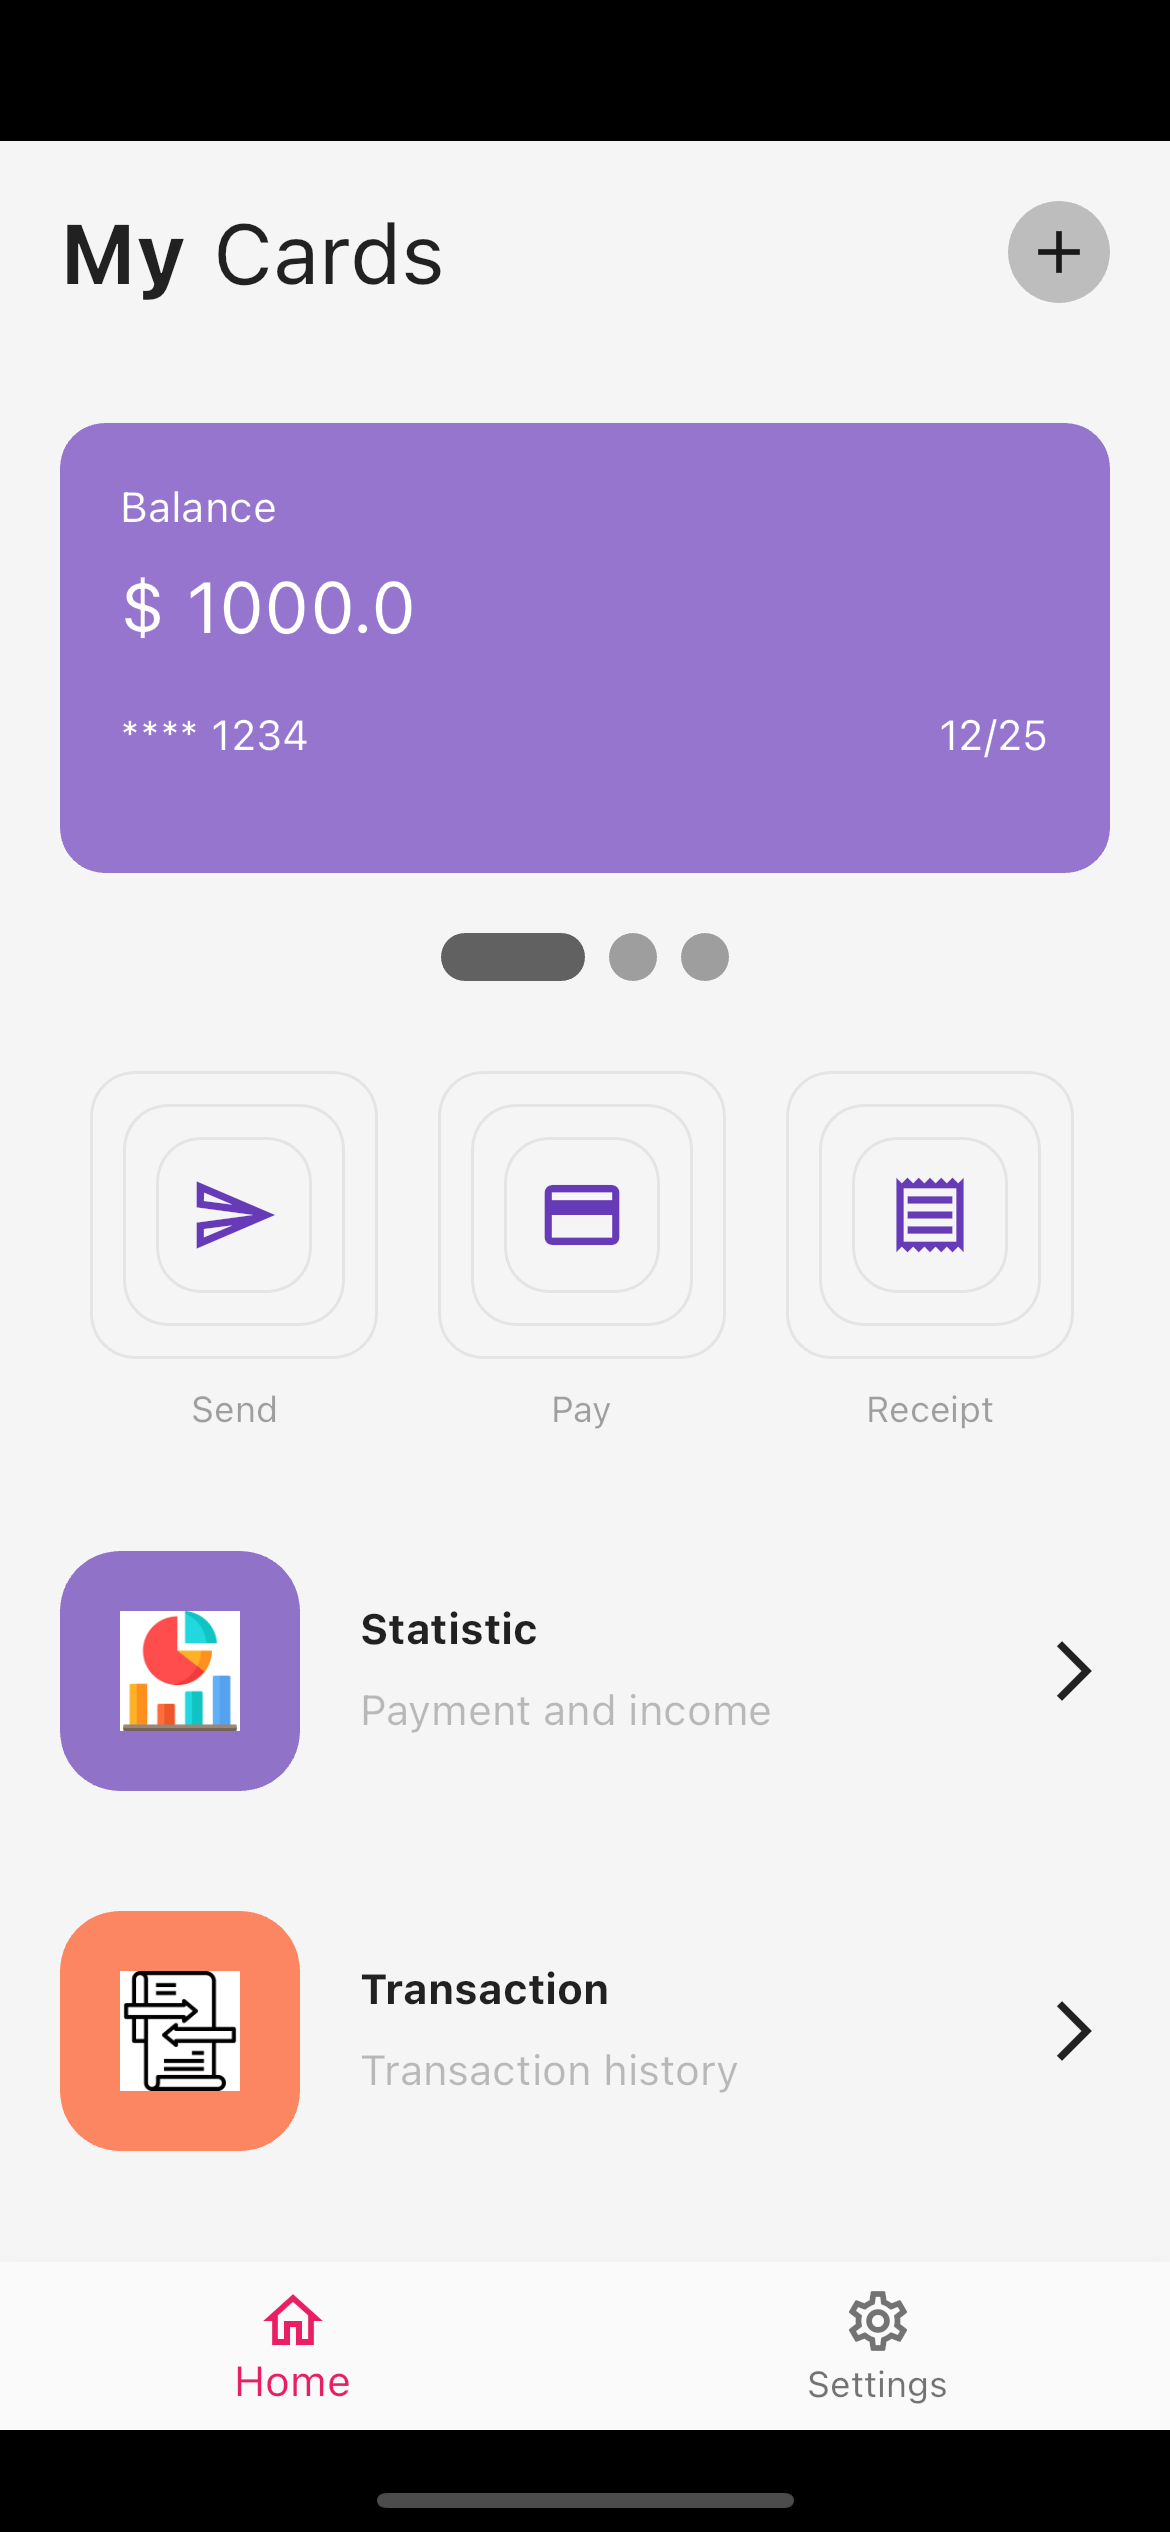 My Cards
Balance
$ 1000.0
**** 1234 12/25
Send Pay Receipt
Statistic
Payment and income
Transaction
Transaction history
Home Settings